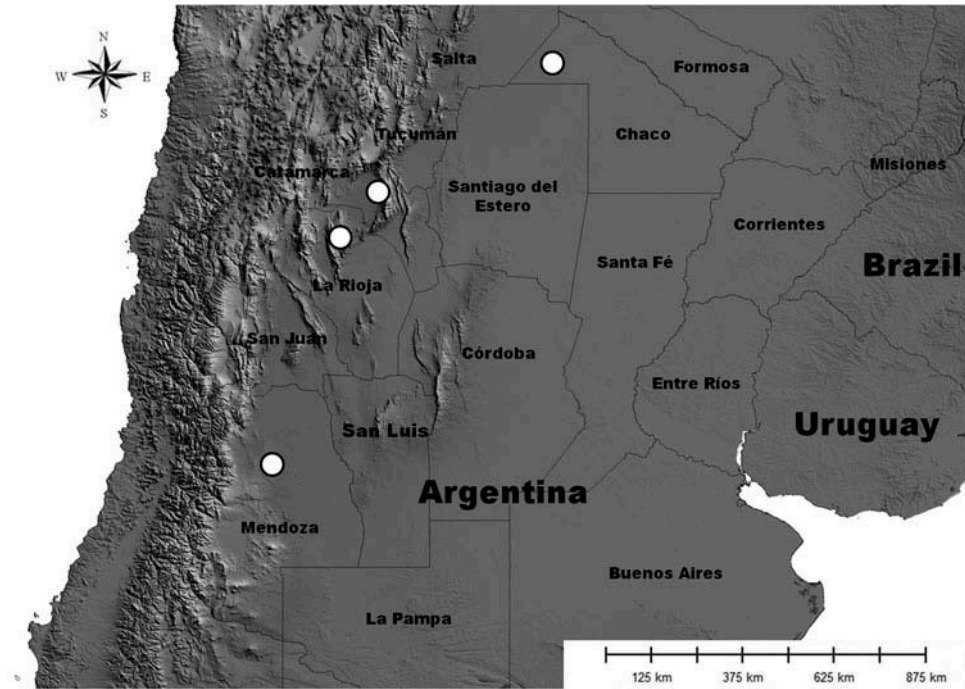 N
W E
S
Salta
Formosa
Tucumán
Chaco
Catamarca
Misiones
Santiago del
Estero
Corrientes
Santa Fé
Brazil
La Rioja
San Juan
Córdoba
Entre Ríos
San Luis
Uruguay
Argentina
Mendoza
Buenos Aires
La Pampa
125 km 375 km 625 km 875 km